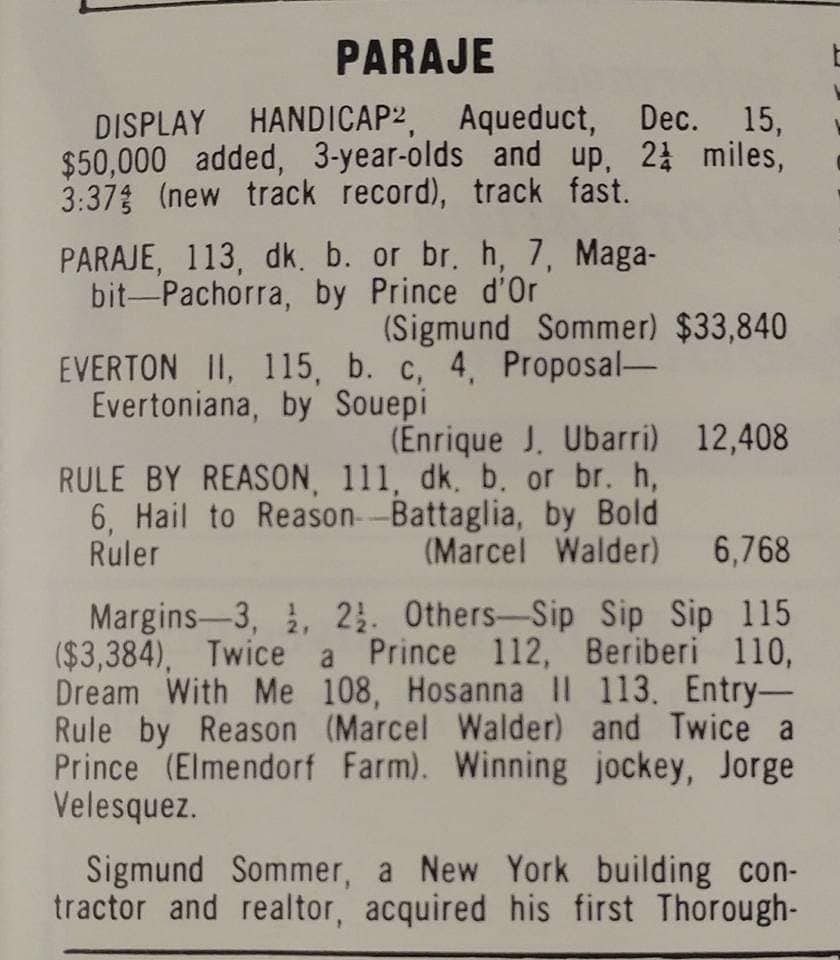 PARAJE
DISPLAY HANDICAP², Aqueduct, Dec. 15,
$50,000 added, 3-year-olds and up, 2¼ miles,
3:37⅘ (new track record), track fast.
PARAJE, 113, dk. b. or br. h, 7, Maga-
bit—Pachorra, by Prince d'Or
(Sigmund Sommer) $33,840
EVERTON II, 115, b. c, 4, Proposal—
Evertoniana, by Souepi
(Enrique J. Ubarri) 12,408
RULE BY REASON, 111, dk. b. or br. h,
6, Hail to Reason—Battaglia, by Bold
Ruler (Marcel Walder) 6,768
Margins—3, ½, 2½. Others—Sip Sip Sip 115
($3,384), Twice a Prince 112, Beriberi 110,
Dream With Me 108, Hosanna II 113. Entry—
Rule by Reason (Marcel Walder) and Twice a
Prince (Elmendorf Farm). Winning jockey, Jorge
Velesquez.
Sigmund Sommer, a New York building con-
tractor and realtor, acquired his first Thorough-